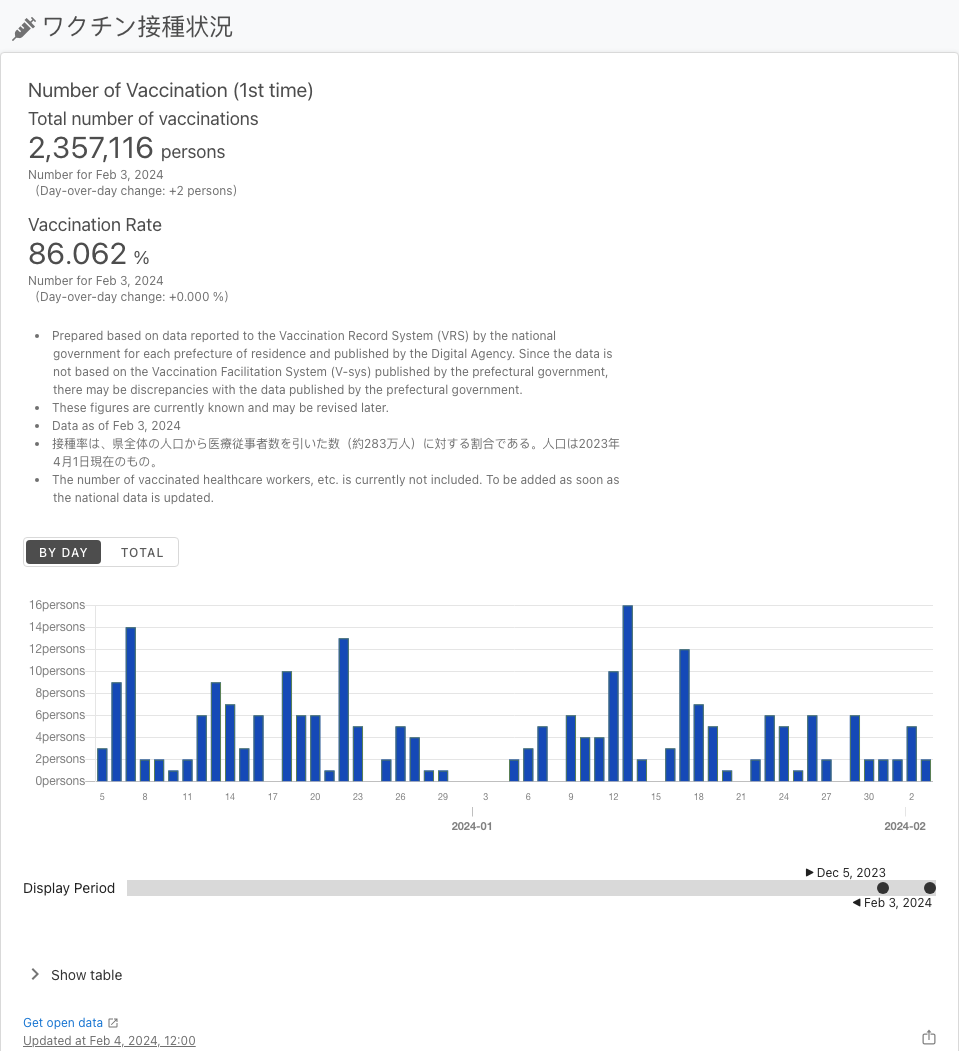 ワクチン接種状況
Number of Vaccination (1st time)
Total number of vaccinations
2,357,116 persons
Number for Feb 3, 2024
(Day-over-day change: +2 persons)
Vaccination Rate
86.062 %
Number for Feb 3, 2024
(Day-over-day change: +0.000 %)
• Prepared based on data reported to the Vaccination Record System (VRS) by the national
government for each prefecture of residence and published by the Digital Agency. Since the data is
not based on the Vaccination Facilitation System (V-sys) published by the prefectural government,
there may be discrepancies with the data published by the prefectural government.
• These figures are currently known and may be revised later.
• Data as of Feb 3, 2024
• 接種率は、県全体の人口から医療従事者数を引いた数（約283万人）に対する割合である。人口は2023年
4月1日現在のもの。
• The number of vaccinated healthcare workers, etc. is currently not included. To be added as soon as
the national data is updated.
BY DAY TOTAL
16persons
14persons
12persons
10persons
8persons
6persons
4persons
2persons
0persons
5 8 11 14 17 20 23 26 29 3 6 9 12 15 18 21 24 27 30 2
2024-01 2024-02
▶ Dec 5, 2023
Display Period
◀ Feb 3, 2024
Show table
Get open data
Updated at Feb 4, 2024, 12:00